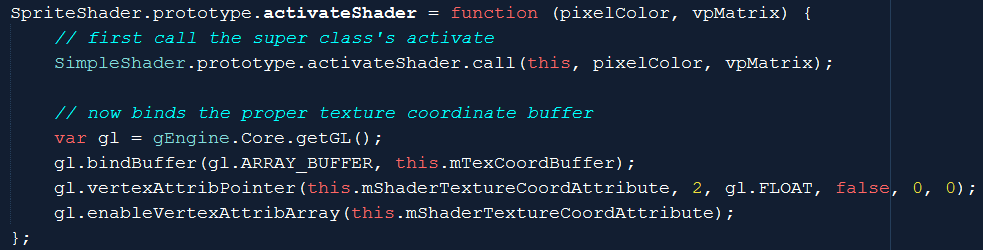 SpriteShader.prototype.activateShader = function (pixelColor, vpMatrix) {
    // first call the super class's activate
    SimpleShader.prototype.activateShader.call(this, pixelColor, vpMatrix);

    // now binds the proper texture coordinate buffer
    var gl = gEngine.Core.getGL();
    gl.bindBuffer(gl.ARRAY_BUFFER, this.mTexCoordBuffer);
    gl.vertexAttribPointer(this.mShaderTextureCoordAttribute, 2, gl.FLOAT, false, 0, 0);
    gl.enableVertexAttribArray(this.mShaderTextureCoordAttribute);
};